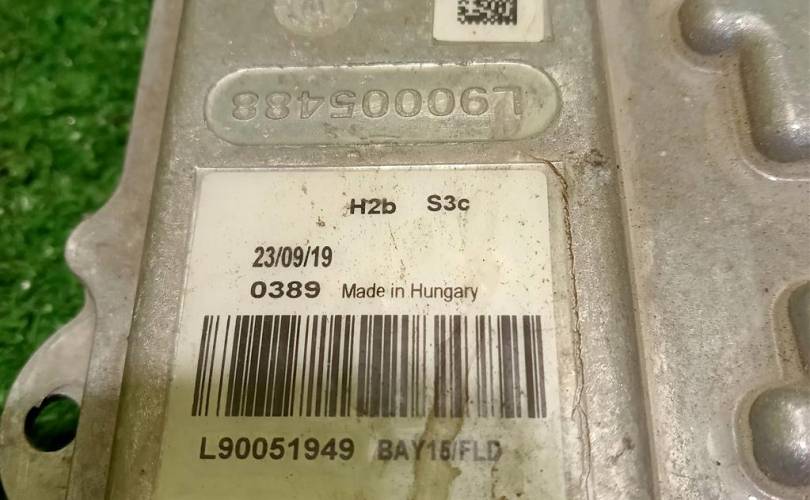 L90005488
H2b S3c
23/09/19
0389 Made in Hungary
L90051949 BAY15/FLD